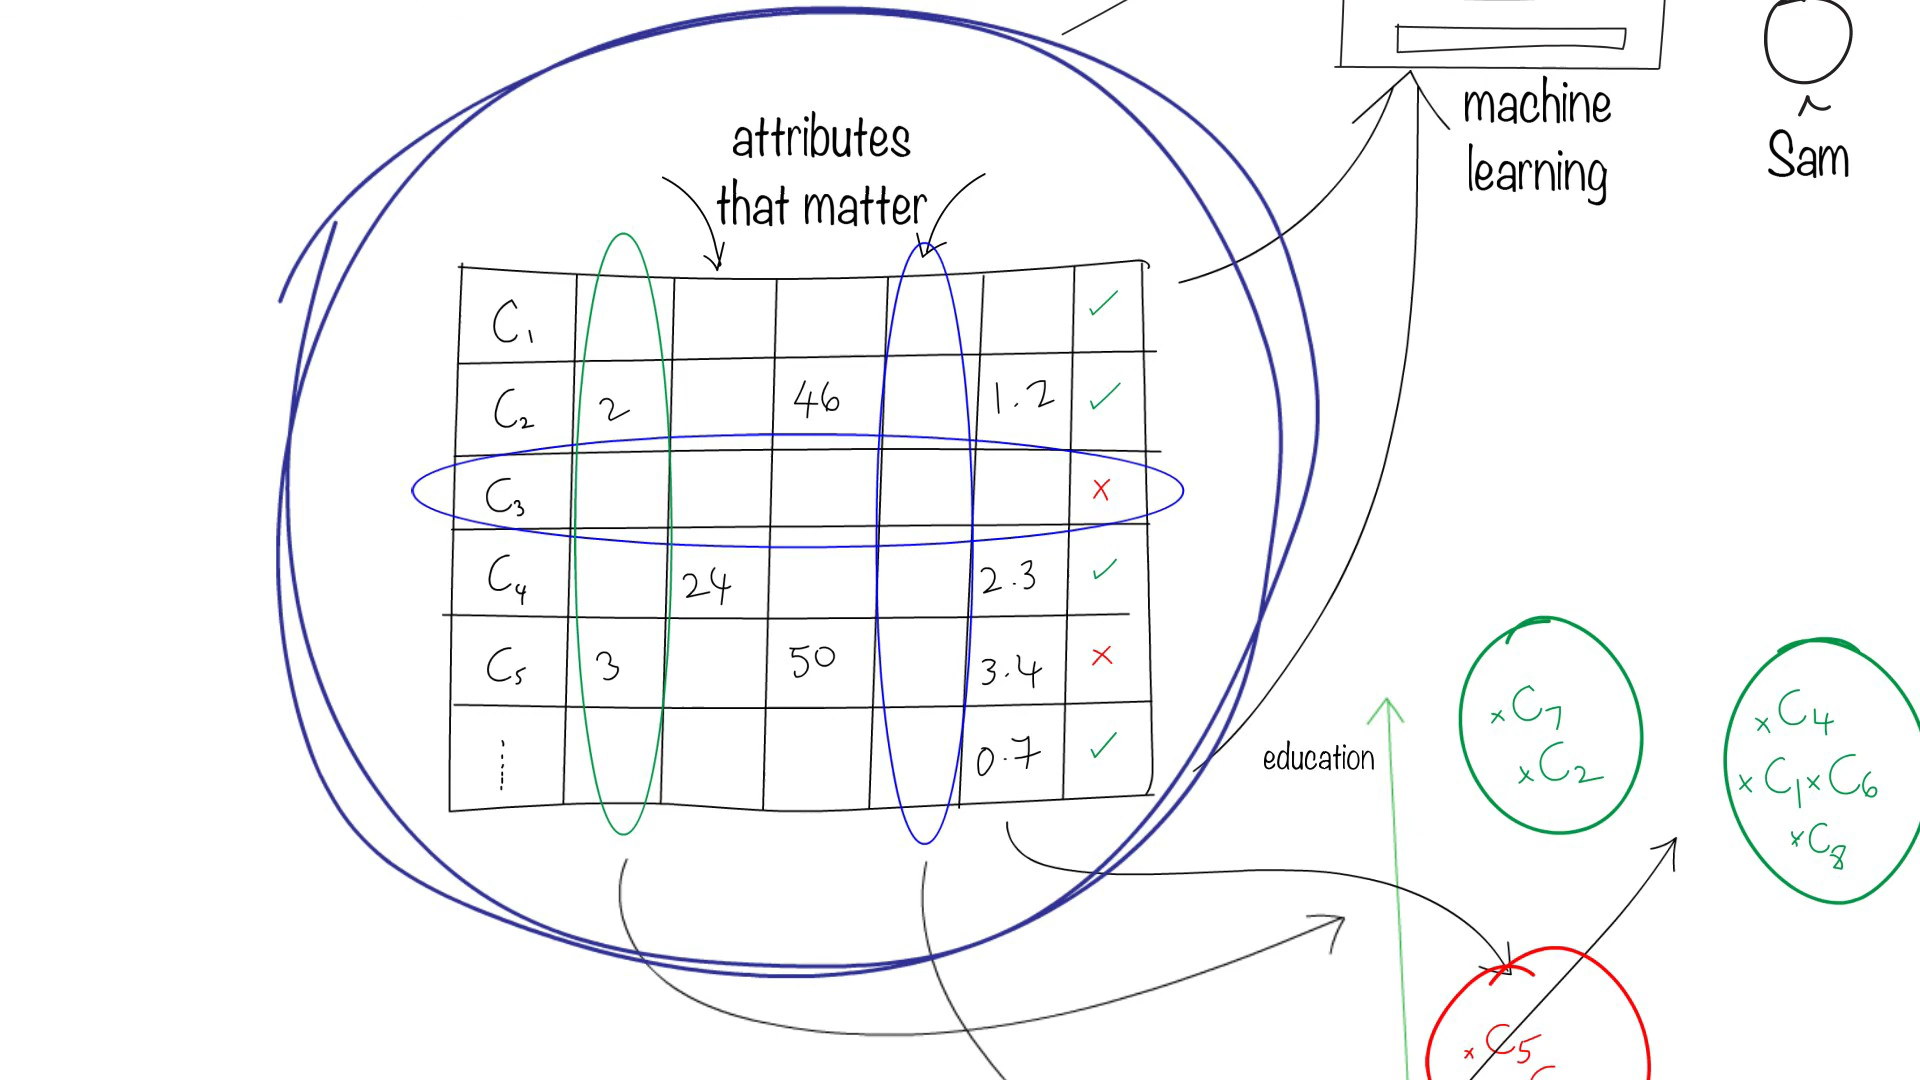 attributes
that matter
machine
learning
Sam
C₁ ✓
C₂ 2 46 1.2 ✓
C₃ x
C₄ 24 2.3 ✓
C₅ 3 50 3.4 x
0.7 ✓
education
x C₇
x C₂
x C₄
x C₁ x C₆
x C₈
x C₅